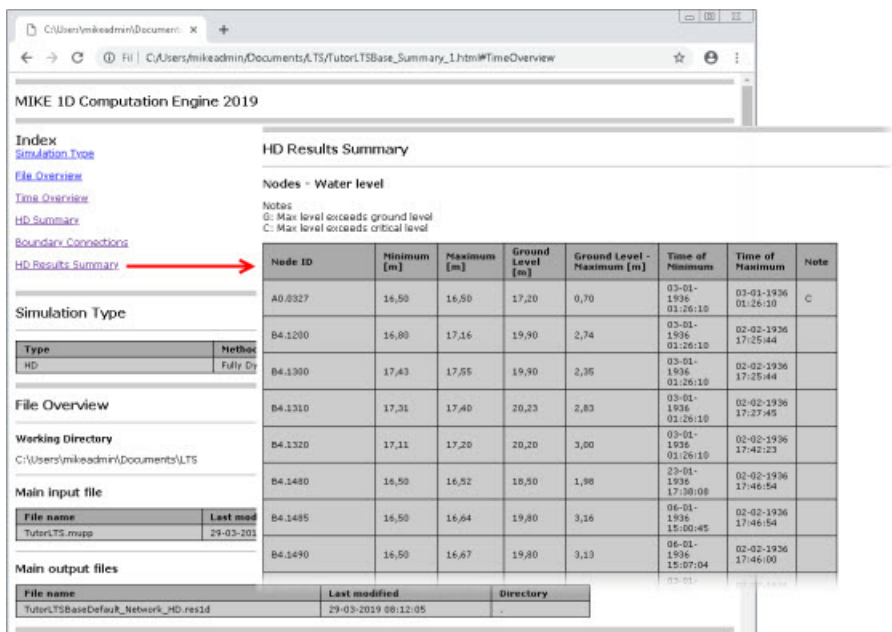 C:\Users\mikeadmin\Document:
C:/Users/mikeadmin/Documents/LTS/TutorLTSBase_Summary_1.html#TimeOverview
MIKE 1D Computation Engine 2019
Index
Simulation Type
File Overview
Time Overview
HD Summary
Boundary Connections
HD Results Summary
Simulation Type
Type
HD Fully Dy
File Overview
Working Directory
C:\Users\mikeadmin\Documents\LTS
Main input file
File name Last mod
TutorLTS.mupp 29-03-201
Main output files
File name Last modified Directory
TutorLTSBaseDefault_Network_HD.res1d 29-03-2019 08:12:05 .
HD Results Summary
Nodes - Water level
Notes
G: Max level exceeds ground level
C: Max level exceeds critical level
Node ID Minimum [m] Maximum [m] Ground Level [m] Ground Level - Maximum [m] Time of Minimum Time of Maximum Note
A0.0327 16,50 16,50 17,20 0,70 03-01-1936 01:26:10 03-01-1936 01:26:10 C
B4.1200 16,80 17,16 19,90 2,74 03-01-1936 01:26:10 02-02-1936 17:25:44
B4.1300 17,43 17,55 19,90 2,35 03-01-1936 01:26:10 02-02-1936 17:25:44
B4.1310 17,31 17,40 20,23 2,83 03-01-1936 01:26:10 02-02-1936 17:27:45
B4.1320 17,11 17,20 20,20 3,00 03-01-1936 01:26:10 02-02-1936 17:42:23
B4.1480 16,50 16,52 18,50 1,98 23-01-1936 17:38:08 02-02-1936 17:46:54
B4.1485 16,50 16,64 19,80 3,16 06-01-1936 15:00:45 02-02-1936 17:46:54
B4.1490 16,50 16,67 19,80 3,13 06-01-1936 15:07:04 02-02-1936 17:46:00